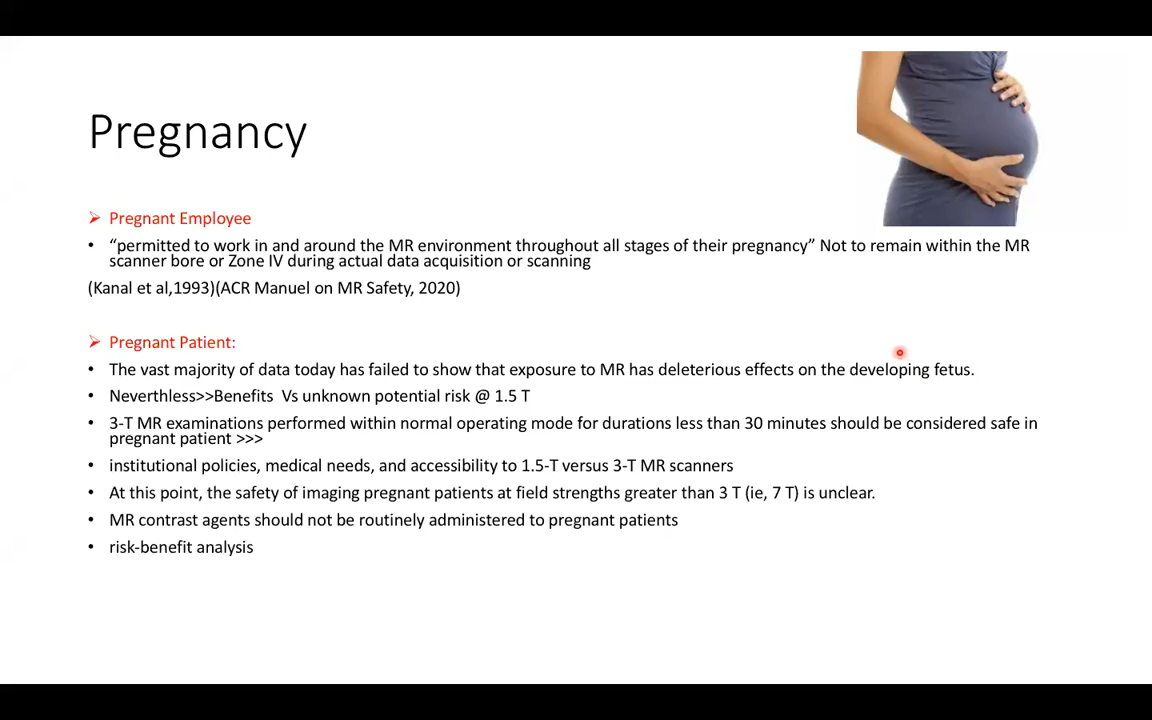 Pregnancy
➢ Pregnant Employee
• “permitted to work in and around the MR environment throughout all stages of their pregnancy” Not to remain within the MR
scanner bore or Zone IV during actual data acquisition or scanning
(Kanal et al,1993)(ACR Manuel on MR Safety, 2020)
➢ Pregnant Patient:
• The vast majority of data today has failed to show that exposure to MR has deleterious effects on the developing fetus.
• Neverthless>>Benefits  Vs unknown potential risk @ 1.5 T
• 3-T MR examinations performed within normal operating mode for durations less than 30 minutes should be considered safe in
pregnant patient >>>
• institutional policies, medical needs, and accessibility to 1.5-T versus 3-T MR scanners
• At this point, the safety of imaging pregnant patients at field strengths greater than 3 T (ie, 7 T) is unclear.
• MR contrast agents should not be routinely administered to pregnant patients
• risk-benefit analysis